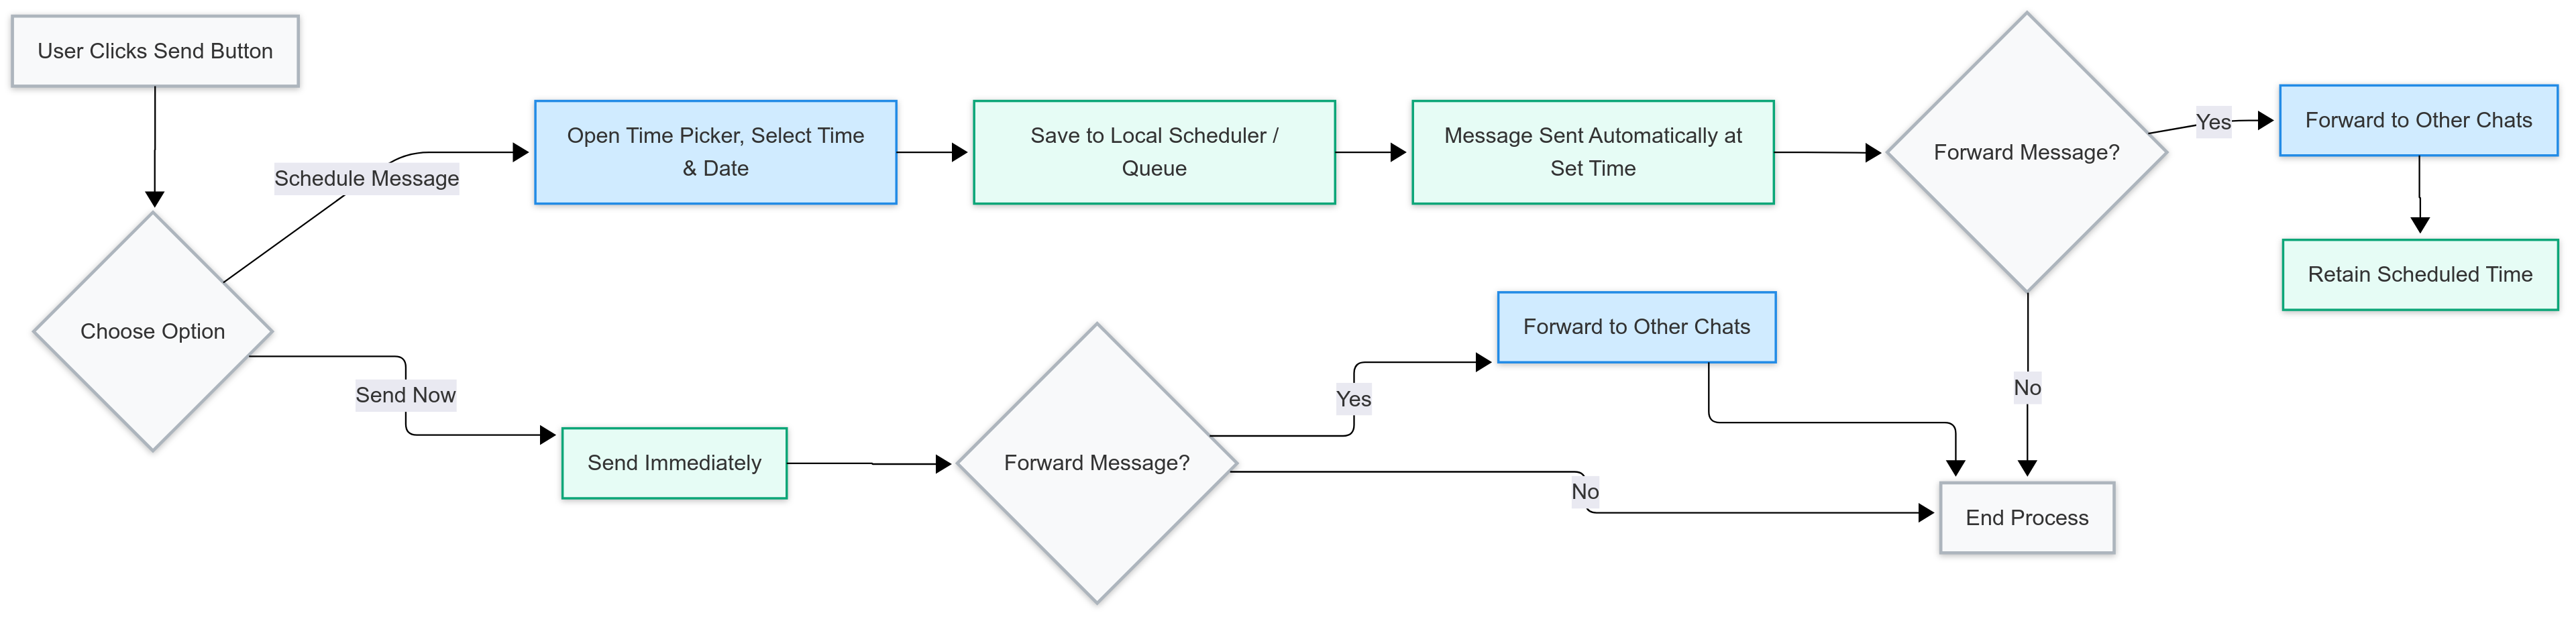 User Clicks Send Button
Choose Option
Schedule Message
Open Time Picker, Select Time
& Date
Save to Local Scheduler /
Queue
Message Sent Automatically at
Set Time
Forward Message?
Yes
Forward to Other Chats
Retain Scheduled Time
No
Send Now
Send Immediately
Forward Message?
Yes
Forward to Other Chats
No
End Process